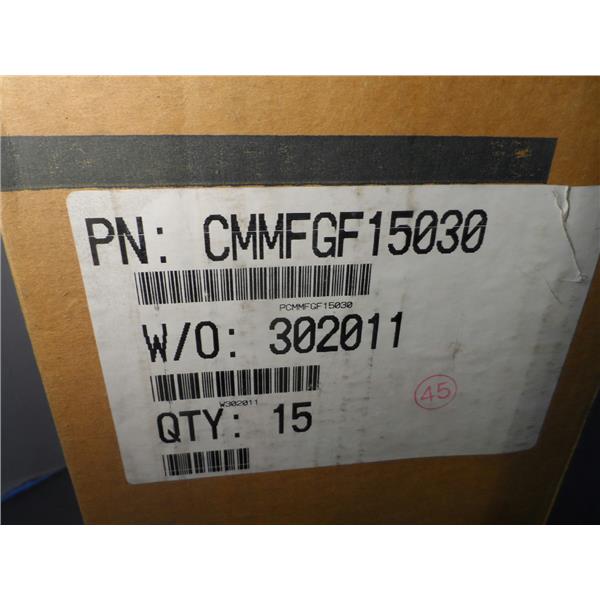 PN: CMMFGF15030
PCMMFGF15030
W/O: 302011
W302011
45
QTY: 15